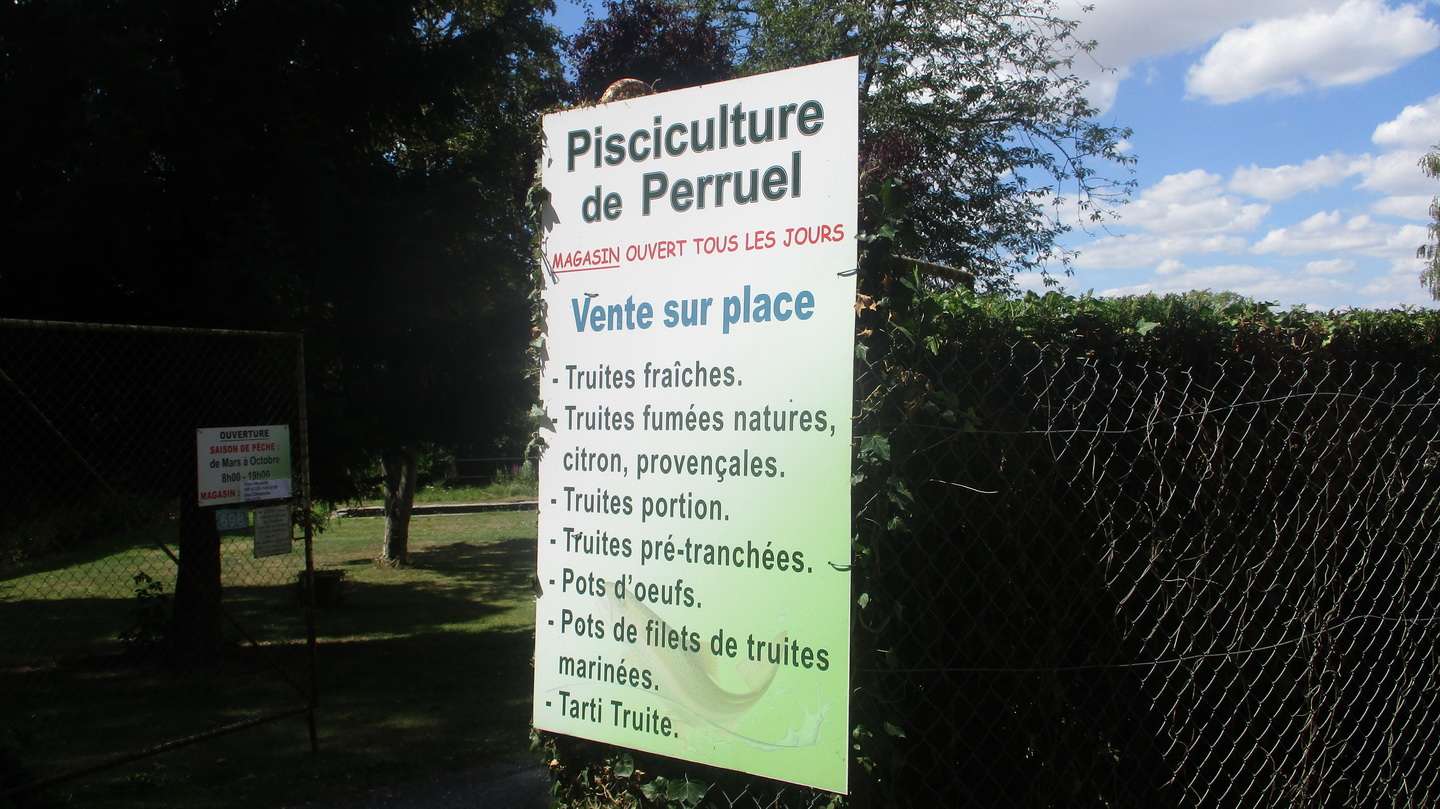 Pisciculture
de Perruel
MAGASIN OUVERT TOUS LES JOURS
Vente sur place
- Truites fraîches.
- Truites fumées natures,
citron, provençales.
- Truites portion.
- Truites pré-tranchées.
- Pots d'oeufs.
- Pots de filets de truites
marinées.
- Tarti Truite.
OUVERTURE
SAISON DE PÊCHE :
de Mars à Octobre
8h00 - 19h00
MAGASIN :